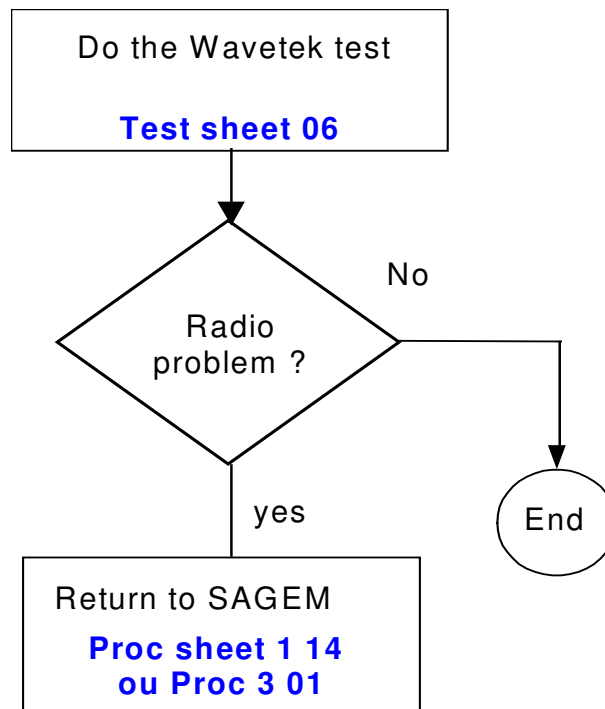 Do the Wavetek test
Test sheet 06
No
Radio
problem ?
yes
End
Return to SAGEM
Proc sheet 1 14
ou Proc 3 01